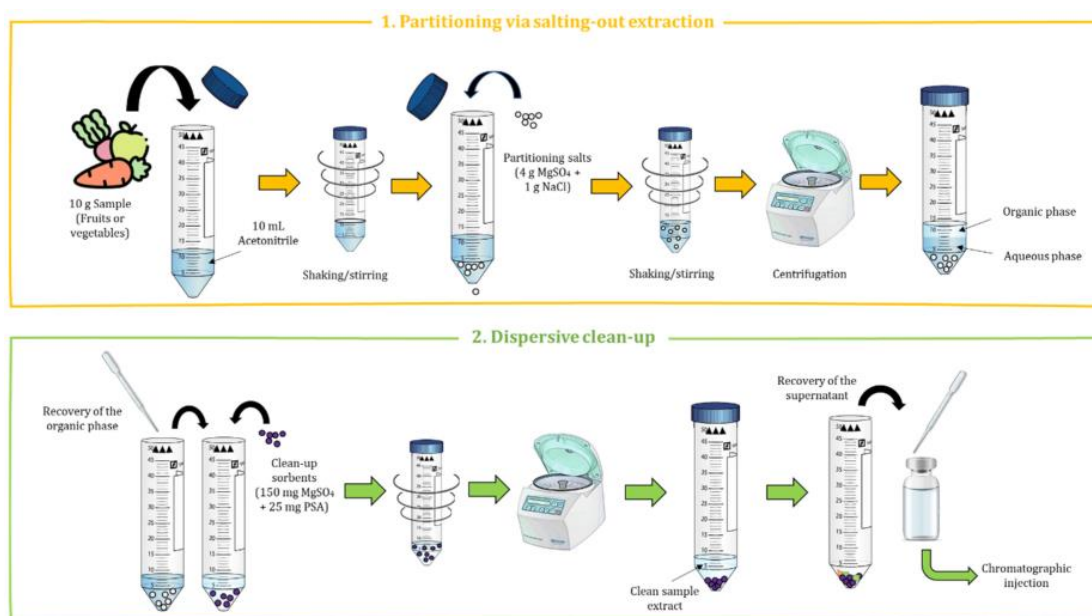 1. Partitioning via salting-out extraction
10 g Sample
(Fruits or
vegetables)
10 mL
Acetonitrile
Shaking/stirring
Partitioning salts
(4 g MgSO₄ +
1 g NaCl)
Shaking/stirring
Centrifugation
Organic phase
Aqueous phase
2. Dispersive clean-up
Recovery of the
organic phase
Clean-up
sorbents
(150 mg MgSO₄
+ 25 mg PSA)
Clean sample
extract
Recovery of the
supernatant
Chromatographic
injection